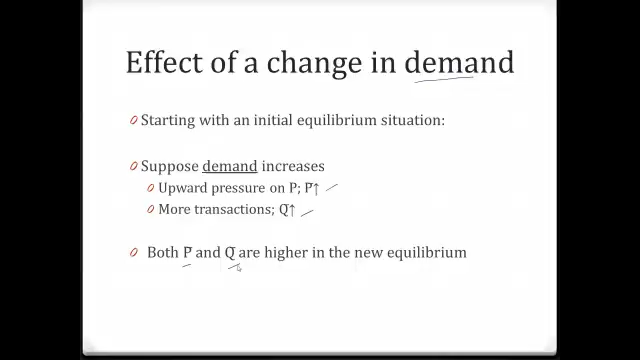 Effect of a change in demand
Starting with an initial equilibrium situation:
Suppose demand increases
Upward pressure on P; P̅↑
More transactions; Q̅↑
Both P̅ and Q̅ are higher in the new equilibrium